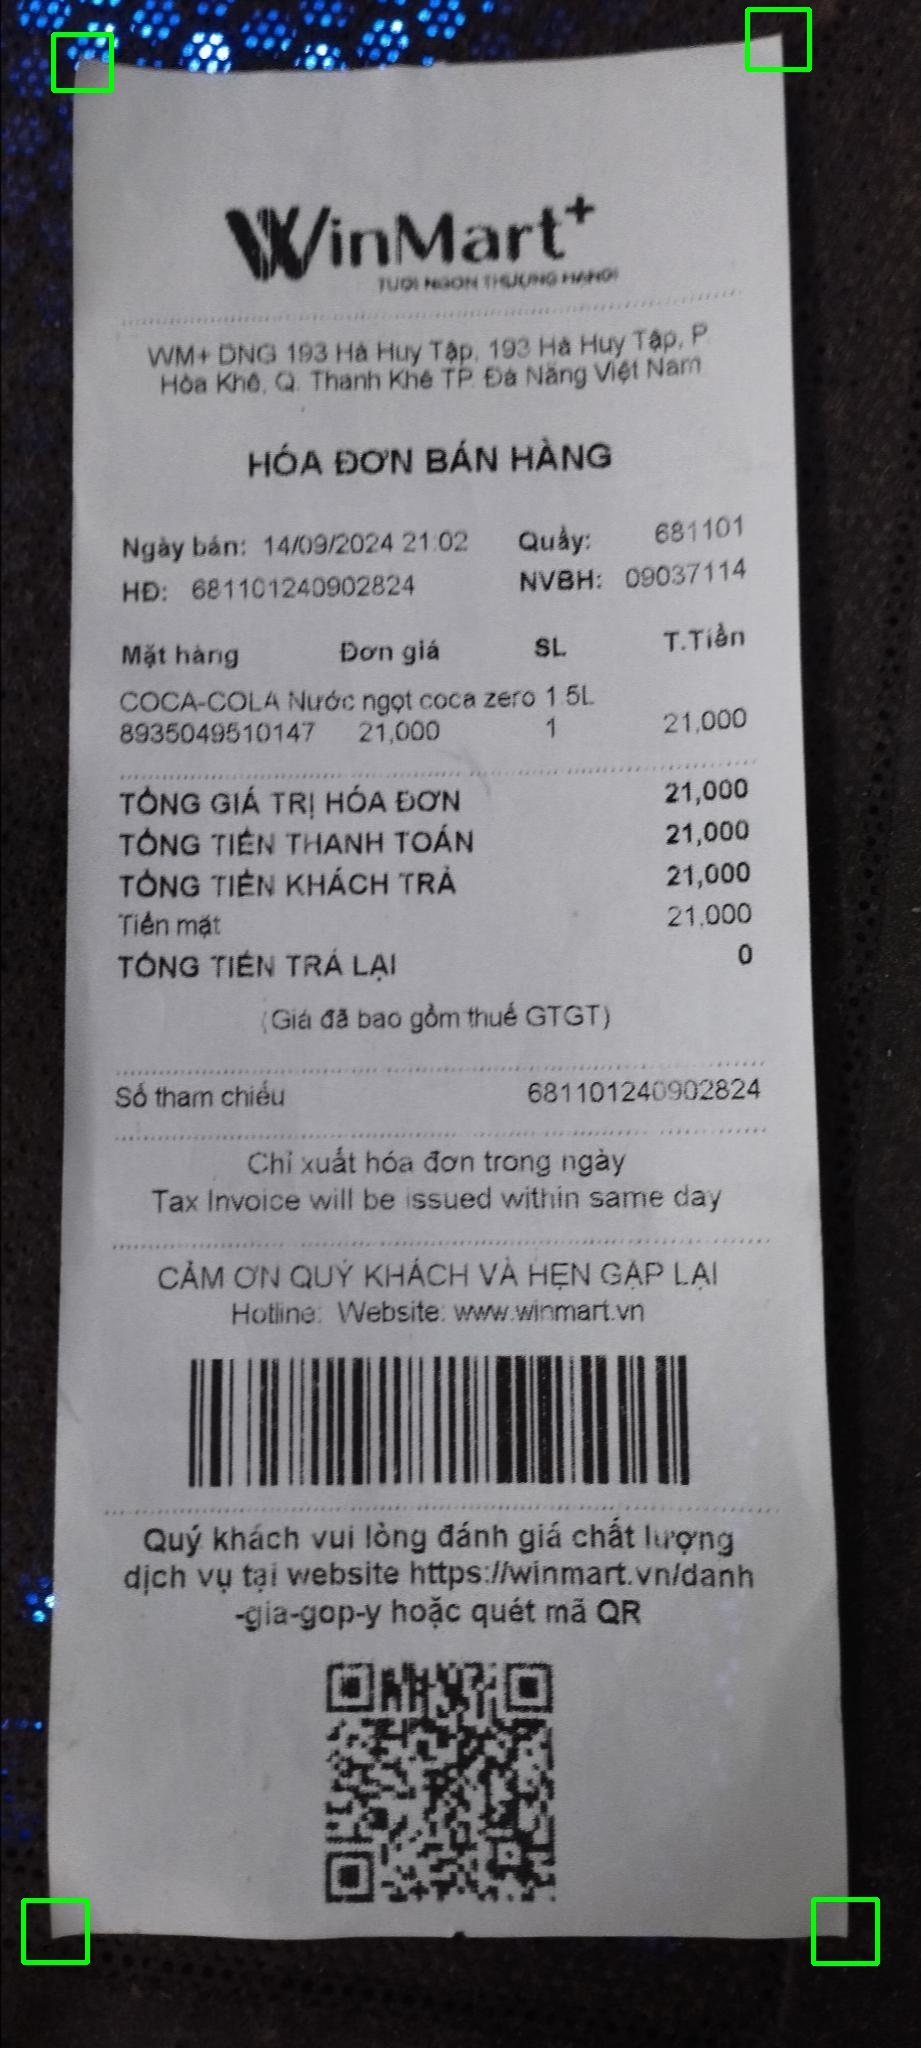 WinMart+
TƯƠI NGON THƯỢNG HẠNG!
WM+ DNG 193 Hà Huy Tập, 193 Hà Huy Tập, P.
Hòa Khê, Q. Thanh Khê TP. Đà Nẵng Việt Nam
HÓA ĐƠN BÁN HÀNG
Ngày bán: 14/09/2024 21:02 Quầy: 681101
HĐ: 681101240902824 NVBH: 09037114
Mặt hàng Đơn giá SL T.Tiền
COCA-COLA Nước ngọt coca zero 1.5L
8935049510147 21,000 1 21,000
TỔNG GIÁ TRỊ HÓA ĐƠN 21,000
TỔNG TIỀN THANH TOÁN 21,000
TỔNG TIỀN KHÁCH TRẢ 21,000
Tiền mặt 21,000
TỔNG TIỀN TRẢ LẠI 0
(Giá đã bao gồm thuế GTGT)
Số tham chiếu 681101240902824
Chỉ xuất hóa đơn trong ngày
Tax Invoice will be issued within same day
CẢM ƠN QUÝ KHÁCH VÀ HẸN GẶP LẠI
Hotline: Website: www.winmart.vn
Quý khách vui lòng đánh giá chất lượng
dịch vụ tại website https://winmart.vn/danh
-gia-gop-y hoặc quét mã QR